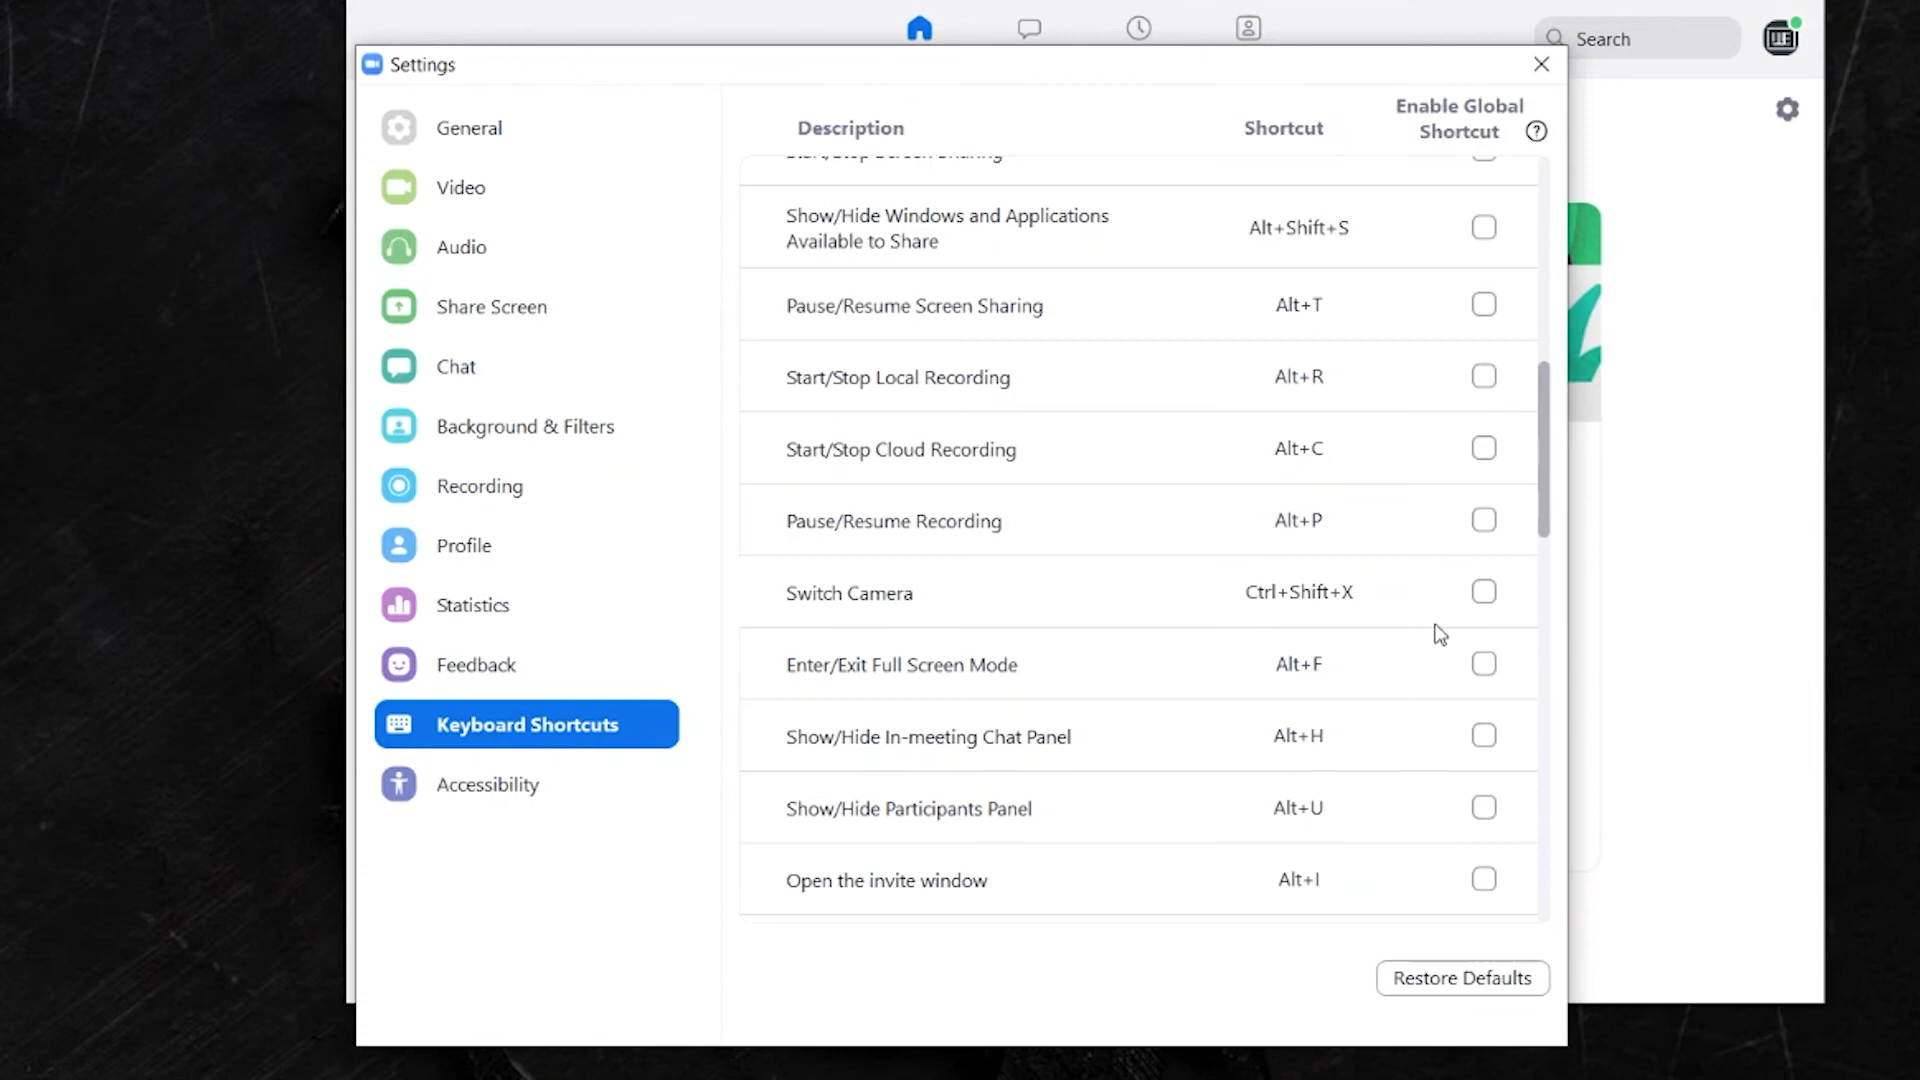 Search
Settings
General
Video
Audio
Share Screen
Chat
Background & Filters
Recording
Profile
Statistics
Feedback
Keyboard Shortcuts
Accessibility
Description
Shortcut
Enable Global
Shortcut
?
Start/Stop Screen Sharing
Show/Hide Windows and Applications
Available to Share
Alt+Shift+S
Pause/Resume Screen Sharing
Alt+T
Start/Stop Local Recording
Alt+R
Start/Stop Cloud Recording
Alt+C
Pause/Resume Recording
Alt+P
Switch Camera
Ctrl+Shift+X
Enter/Exit Full Screen Mode
Alt+F
Show/Hide In-meeting Chat Panel
Alt+H
Show/Hide Participants Panel
Alt+U
Open the invite window
Alt+I
Restore Defaults